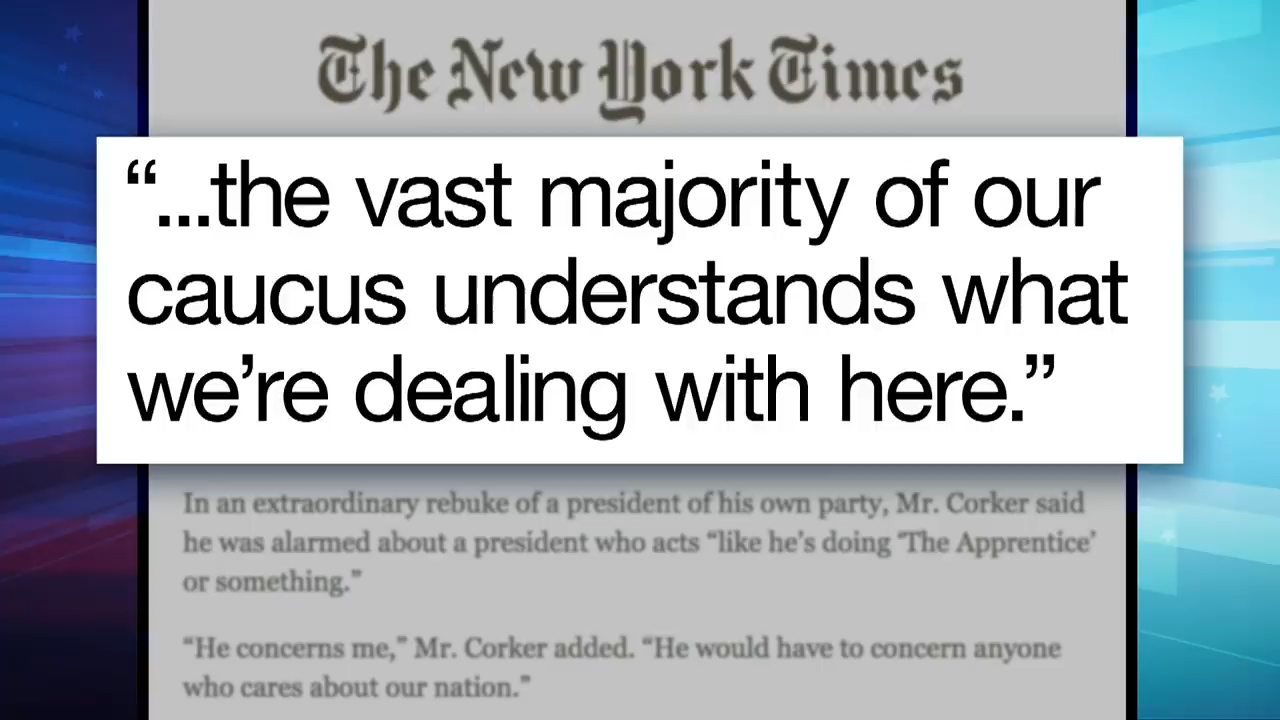 The New York Times
“...the vast majority of our
caucus understands what
we’re dealing with here.”
In an extraordinary rebuke of a president of his own party, Mr. Corker said
he was alarmed about a president who acts “like he’s doing ‘The Apprentice’
or something.”
“He concerns me,” Mr. Corker added. “He would have to concern anyone
who cares about our nation.”